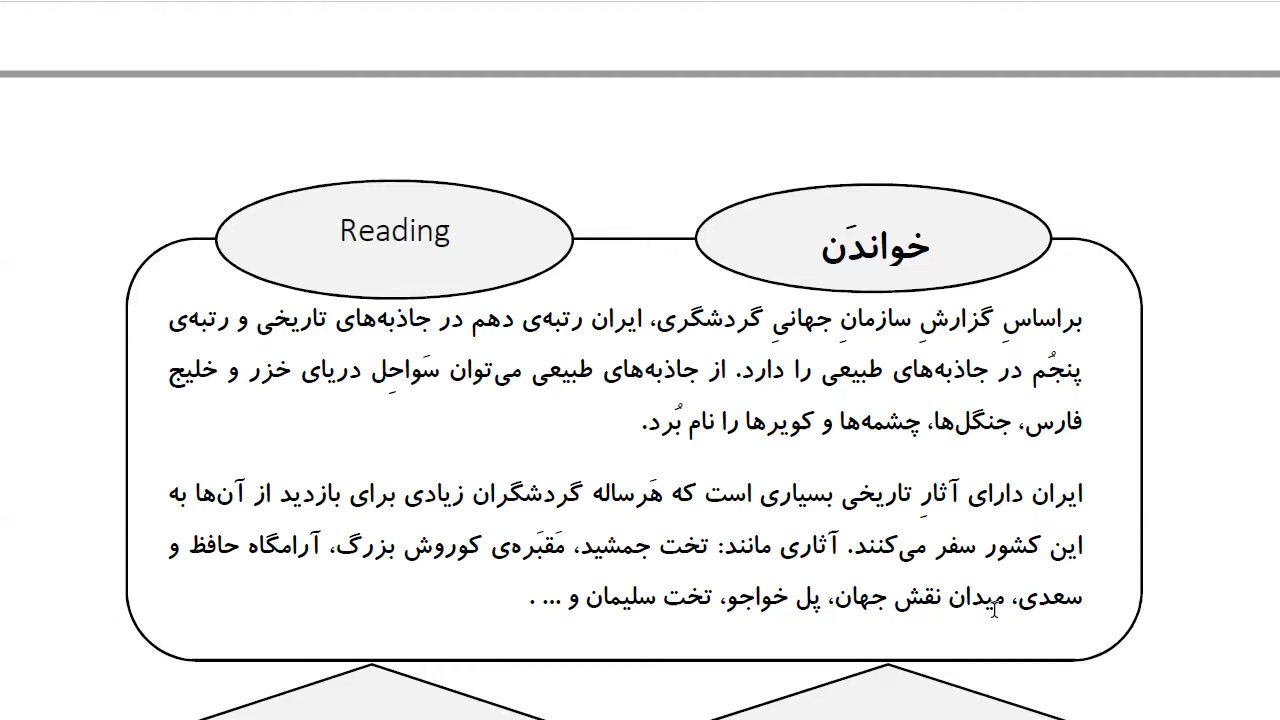 Reading
خواندَن
براساسِ گزارشِ سازمانِ جهانیِ گردشگری، ایران رتبه‌ی دهم در جاذبه‌های تاریخی و رتبه‌ی
پنجُم در جاذبه‌های طبیعی را دارد. از جاذبه‌های طبیعی می‌توان سَواحِل دریای خزر و خلیج
فارس، جنگل‌ها، چشمه‌ها و کویرها را نام بُرد.
ایران دارای آثارِ تاریخی بسیاری است که هَرساله گردشگران زیادی برای بازدید از آن‌ها به
این کشور سفر می‌کنند. آثاری مانند: تخت جمشید، مَقبَره‌ی کوروش بزرگ، آرامگاه حافظ و
سعدی، میدان نقش جهان، پل خواجو، تخت سلیمان و ... .